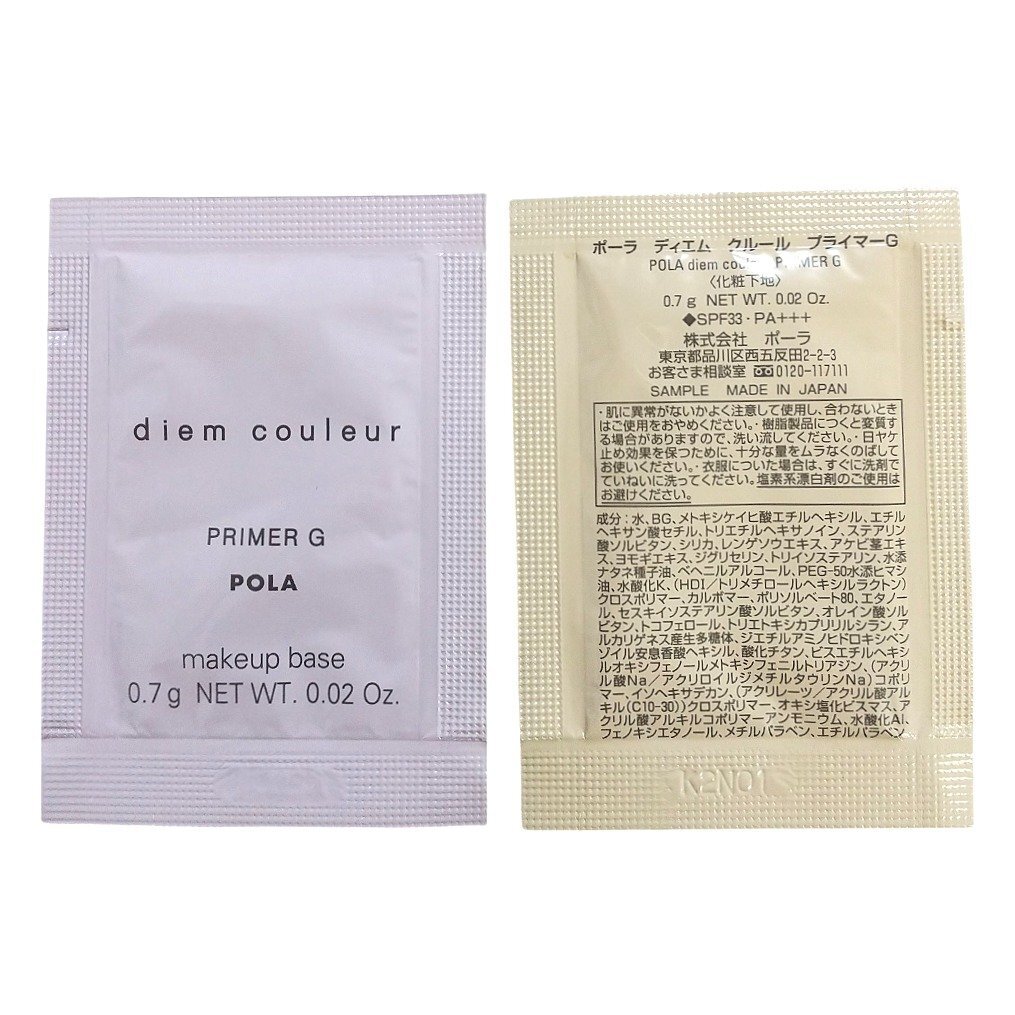 diem couleur
PRIMER G
POLA
makeup base
0.7 g NET WT. 0.02 Oz.
ポーラ ディエム クルール プライマーG
POLA diem couleur PRIMER G
〈化粧下地〉
0.7 g NET WT. 0.02 Oz.
◆SPF33・PA+++
株式会社 ポーラ
東京都品川区西五反田2-2-3
お客さま相談室 0120-117111
SAMPLE MADE IN JAPAN
・肌に異常がないかよく注意して使用し、合わないとき
はご使用をおやめください。・樹脂製品につくと変質す
る場合がありますので、洗い流してください。・日ヤケ
止め効果を保つために、十分な量をムラなくのばして
お使いください。・衣服についた場合は、すぐに洗剤で
ていねいに洗ってください。塩素系漂白剤のご使用は
お避けください。
成分：水、BG、メトキシケイヒ酸エチルヘキシル、エチル
ヘキサン酸セチル、トリエチルヘキサノイン、ステアリン
酸ソルビタン、シリカ、レンゲソウエキス、アケビ茎エキ
ス、ヨモギエキス、ジグリセリン、トリイソステアリン、水添
ナタネ種子油、ベヘニルアルコール、PEG-50水添ヒマシ
油、水酸化K、（HDI／トリメチロールヘキシルラクトン）
クロスポリマー、カルボマー、ポリソルベート80、エタノー
ル、セスキイソステアリン酸ソルビタン、オレイン酸ソル
ビタン、トコフェロール、トリエトキシカプリリルシラン、ア
ルカリゲネス産生多糖体、ジエチルアミノヒドロキシベン
ゾイル安息香酸ヘキシル、酸化チタン、ビスエチルヘキシ
ルオキシフェノールメトキシフェニルトリアジン、（アクリ
ル酸Na／アクリロイルジメチルタウリンNa）コポリ
マー、イソヘキサデカン、（アクリレーツ／アクリル酸アル
キル（C10-30））クロスポリマー、オキシ塩化ビスマス、ア
クリル酸アルキルコポリマーアンモニウム、水酸化Al、
フェノキシエタノール、メチルパラベン、エチルパラベン
K2N01